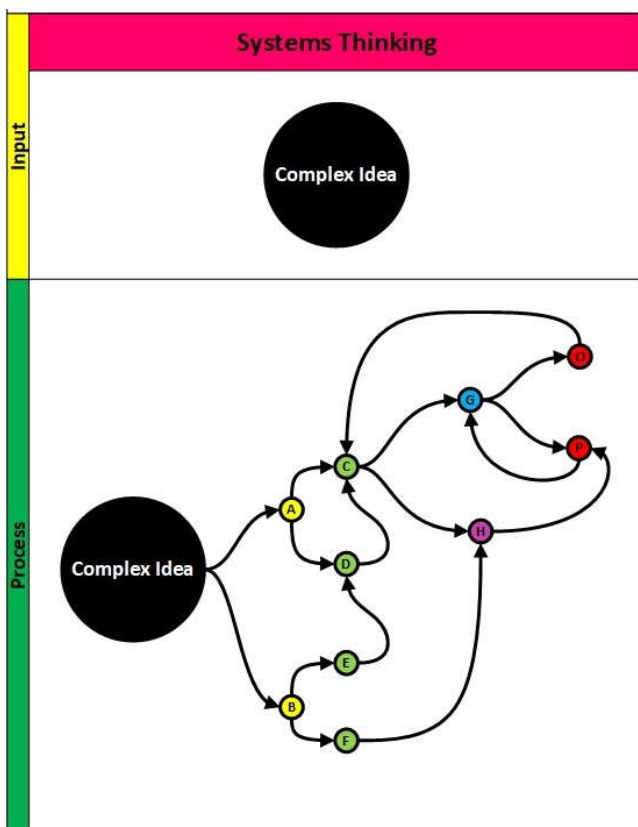 Systems Thinking
Input
Complex Idea
Process
Complex Idea
A
B
C
D
E
F
G
H
O
P